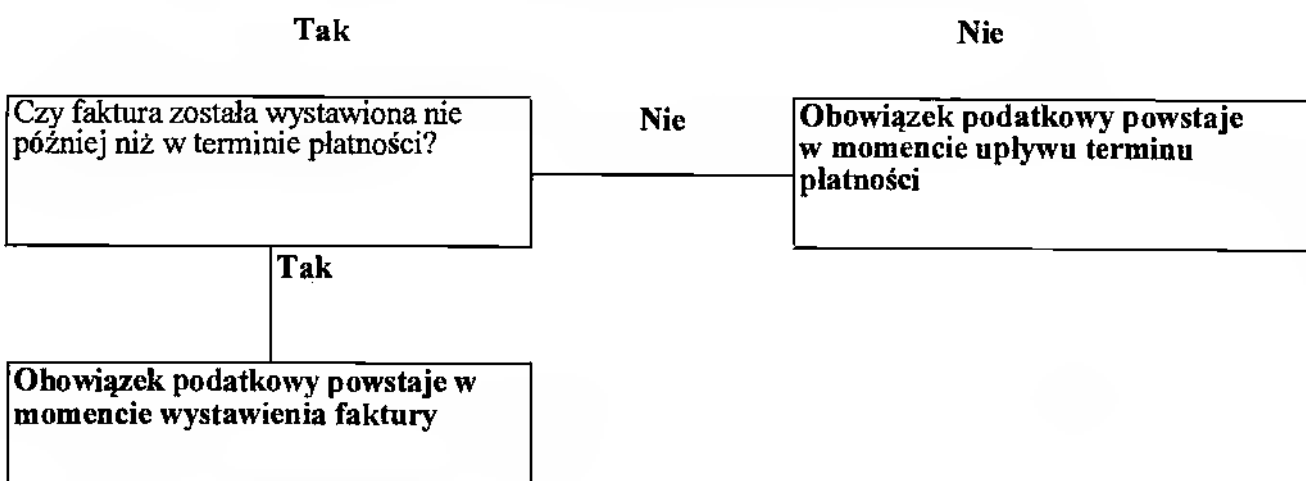 Tak
Nie
Czy faktura została wystawiona nie
później niż w terminie płatności?
Nie
Obowiązek podatkowy powstaje
w momencie upływu terminu
płatności
Tak
Obowiązek podatkowy powstaje w
momencie wystawienia faktury